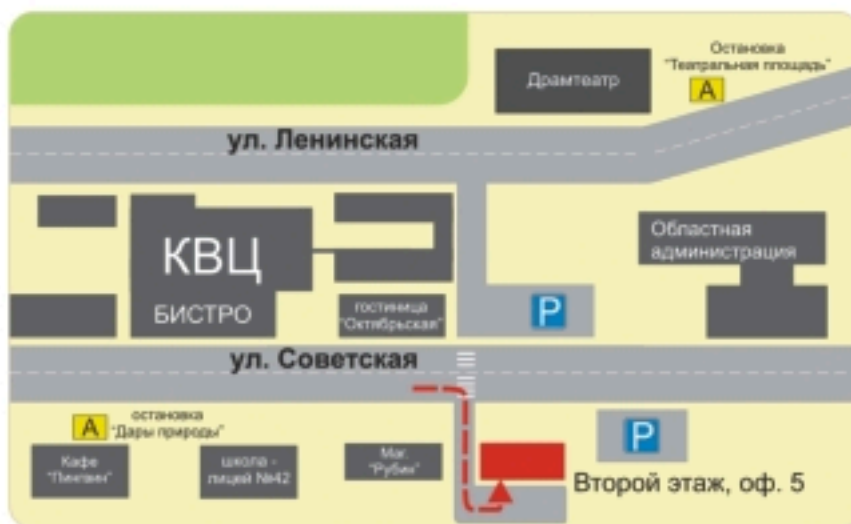 Остановка
"Театральная площадь"
А
Драмтеатр
ул. Ленинская
КВЦ
БИСТРО
гостиница
"Октябрьская"
Областная
администрация
P
ул. Советская
А
остановка
"Дары природы"
Кафе
"Пингвин"
школа -
лицей №42
Маг.
"Рубин"
P
Второй этаж, оф. 5